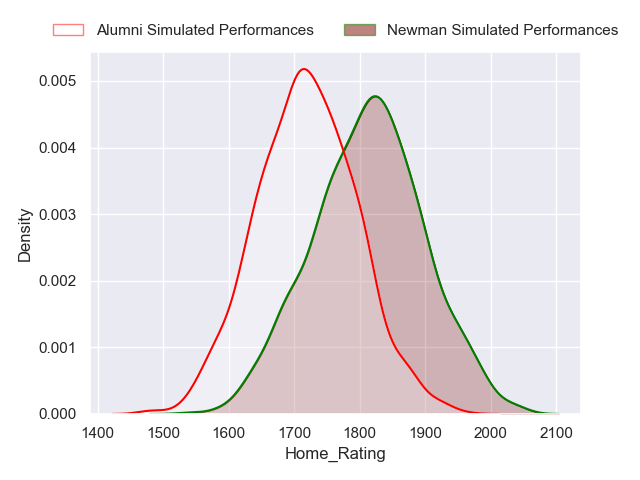 Alumni Simulated Performances
Newman Simulated Performances
0.005
0.004
0.003
0.002
0.001
0.000
Density
1400 1500 1600 1700 1800 1900 2000 2100
Home_Rating